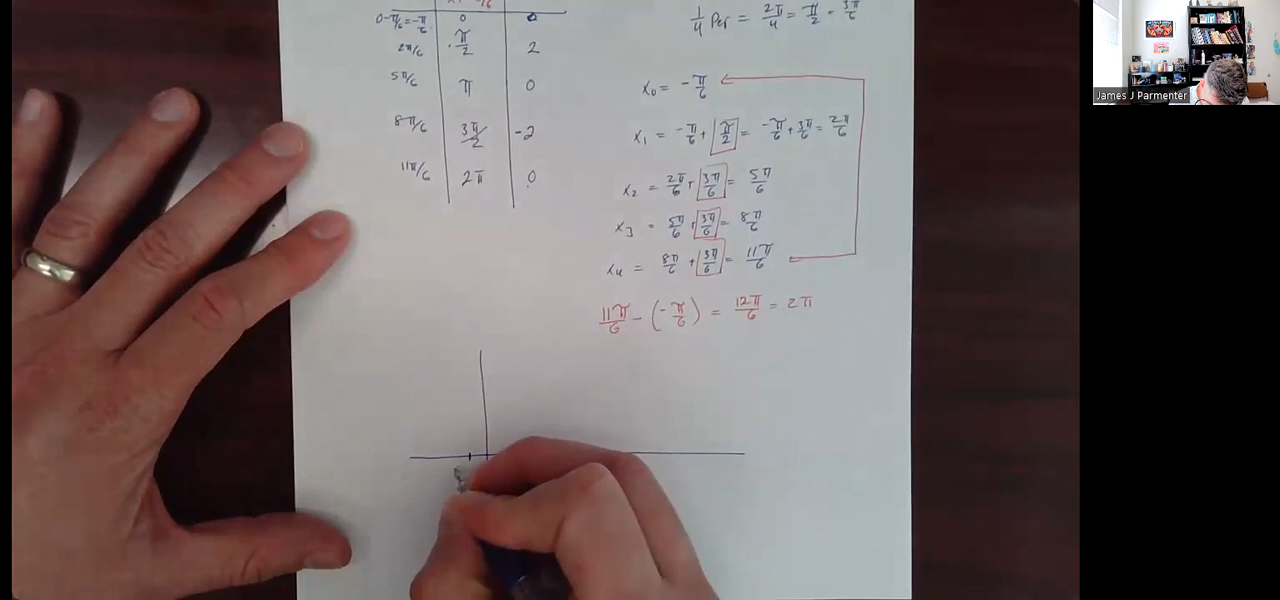 0-π/6=-π/6 0 0
2π/6 π/2 2
5π/6 π 0
8π/6 3π/2 -2
11π/6 2π 0
1/4 Per = 2π/4 = π/2 = 3π/6
x₀ = -π/6
x₁ = -π/6 + π/2 = -π/6 + 3π/6 = 2π/6
x₂ = 2π/6 + 3π/6 = 5π/6
x₃ = 5π/6 + 3π/6 = 8π/6
x₄ = 8π/6 + 3π/6 = 11π/6
11π/6 - (-π/6) = 12π/6 = 2π
James J Parmenter